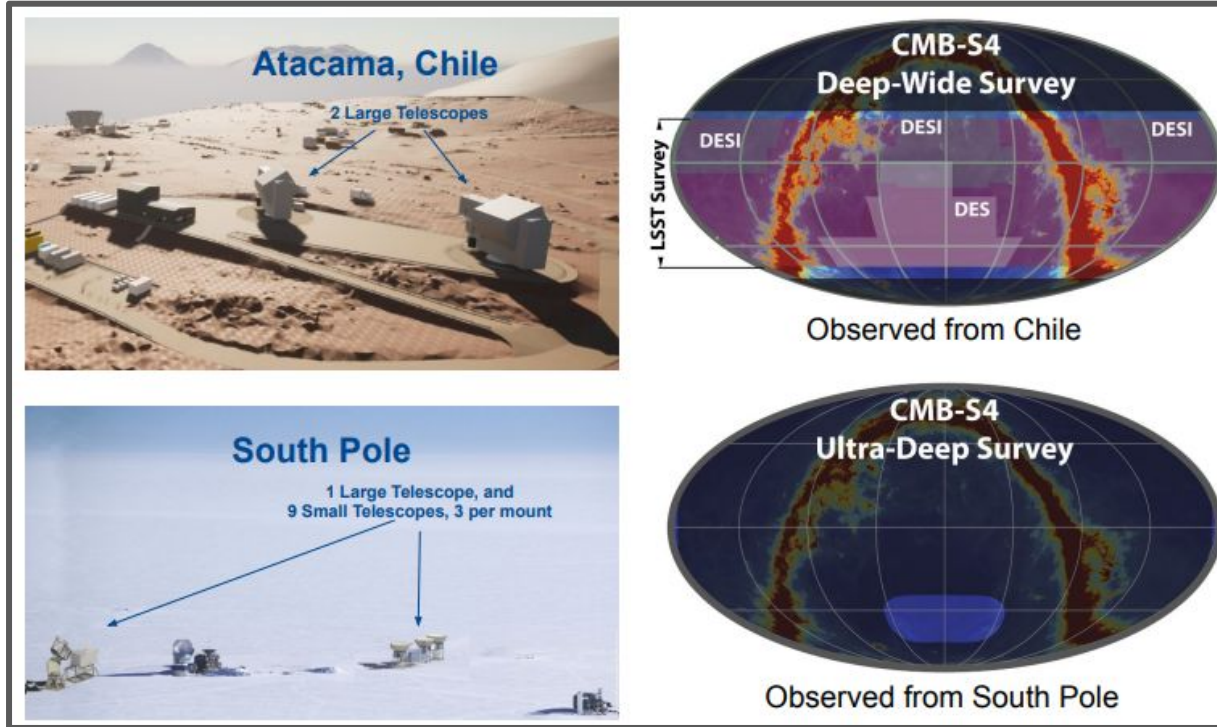 Atacama, Chile
2 Large Telescopes
CMB-S4
Deep-Wide Survey
DESI
DESI
DESI
DES
LSST Survey
Observed from Chile
South Pole
1 Large Telescope, and
9 Small Telescopes, 3 per mount
CMB-S4
Ultra-Deep Survey
Observed from South Pole